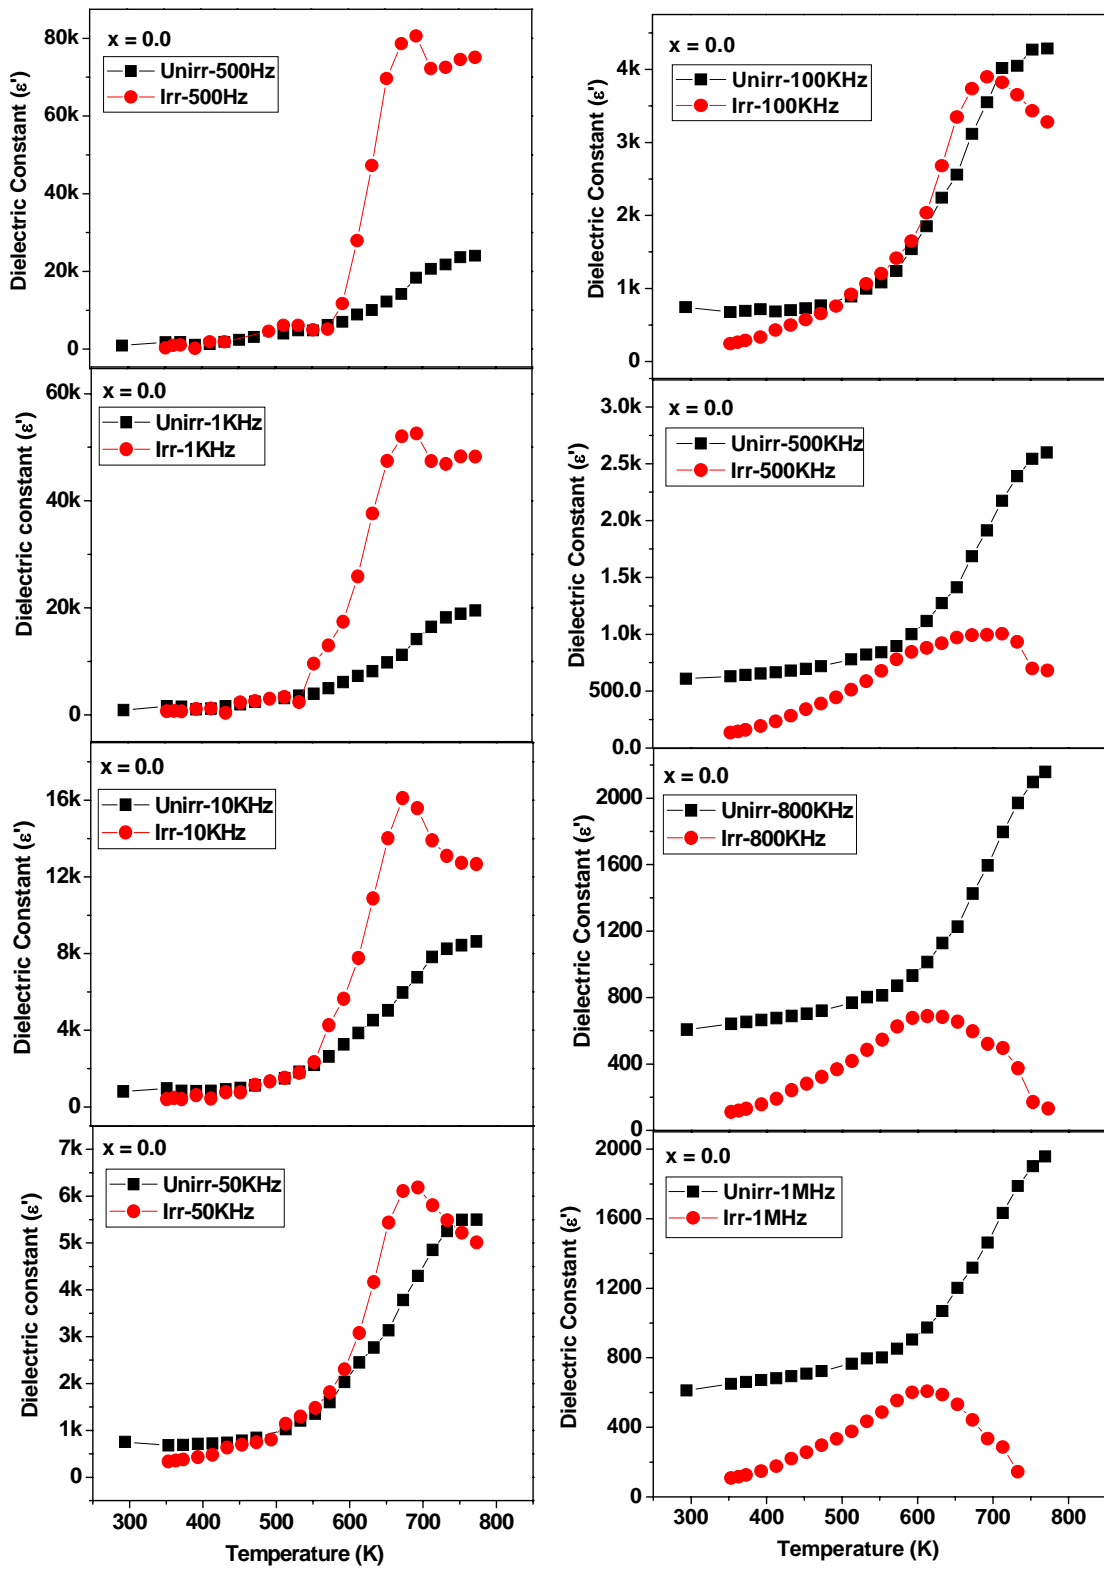 x = 0.0
Unirr-500Hz
Irr-500Hz
80k
60k
40k
20k
0
Dielectric Constant (ε')
x = 0.0
Unirr-1KHz
Irr-1KHz
60k
40k
20k
0
Dielectric constant (ε')
x = 0.0
Unirr-10KHz
Irr-10KHz
16k
12k
8k
4k
0
Dielectric Constant (ε')
x = 0.0
Unirr-50KHz
Irr-50KHz
7k
6k
5k
4k
3k
2k
1k
0
Dielectric constant (ε')
300 400 500 600 700 800
Temperature (K)
x = 0.0
Unirr-100KHz
Irr-100KHz
4k
3k
2k
1k
0
Dielectric Constant (ε')
x = 0.0
Unirr-500KHz
Irr-500KHz
3.0k
2.5k
2.0k
1.5k
1.0k
500.0
0.0
Dielectric Constant (ε')
x = 0.0
Unirr-800KHz
Irr-800KHz
2000
1600
1200
800
400
0
Dielectric Constant (ε')
x = 0.0
Unirr-1MHz
Irr-1MHz
2000
1600
1200
800
400
0
Dielectric Constant (ε')
300 400 500 600 700 800
Temperature (K)